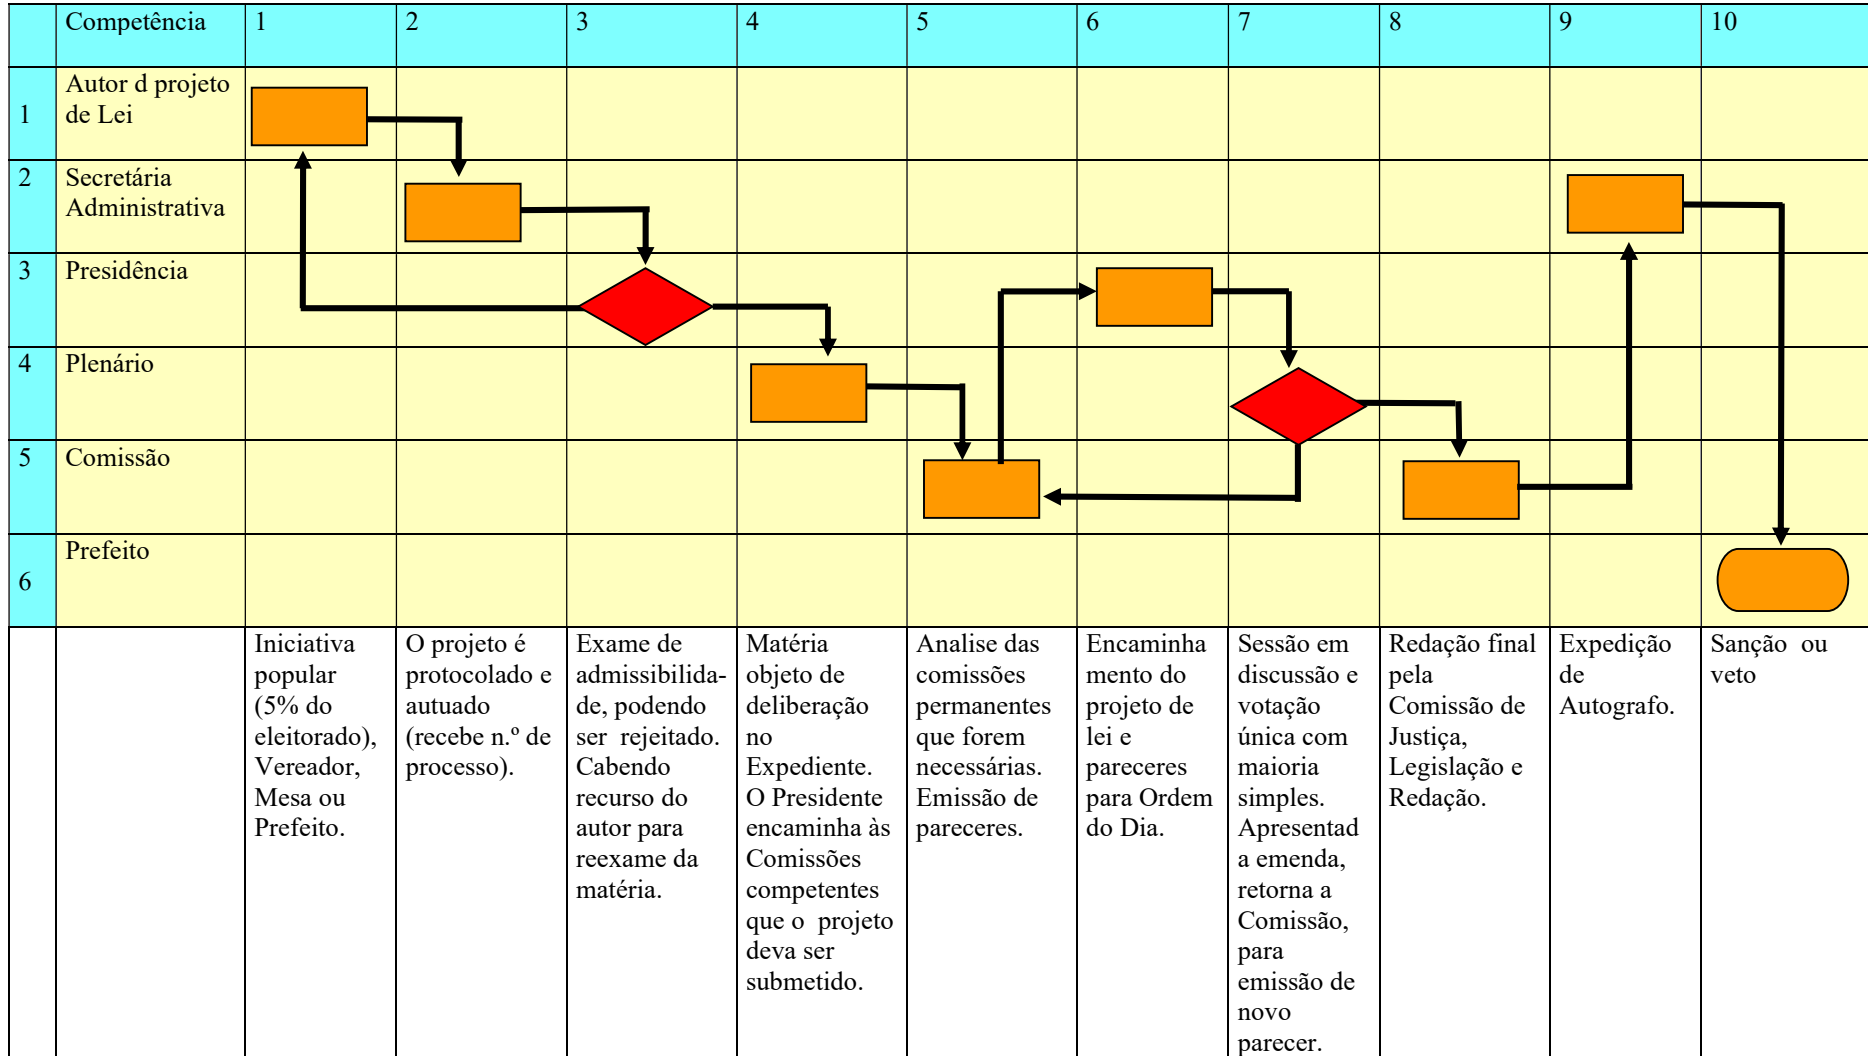 Competência 1 2 3 4 5 6 7 8 9 10
1 Autor d projeto
de Lei
2 Secretária
Administrativa
3 Presidência
4 Plenário
5 Comissão
6 Prefeito
Iniciativa
popular
(5% do
eleitorado),
Vereador,
Mesa ou
Prefeito.
O projeto é
protocolado e
autuado
(recebe n.º de
processo).
Exame de
admissibilida-
de, podendo
ser rejeitado.
Cabendo
recurso do
autor para
reexame da
matéria.
Matéria
objeto de
deliberação
no
Expediente.
O Presidente
encaminha às
Comissões
competentes
que o projeto
deva ser
submetido.
Analise das
comissões
permanentes
que forem
necessárias.
Emissão de
pareceres.
Encaminha
mento do
projeto de
lei e
pareceres
para Ordem
do Dia.
Sessão em
discussão e
votação
única com
maioria
simples.
Apresentad
a emenda,
retorna a
Comissão,
para
emissão de
novo
parecer.
Redação final
pela
Comissão de
Justiça,
Legislação e
Redação.
Expedição
de
Autografo.
Sanção ou
veto